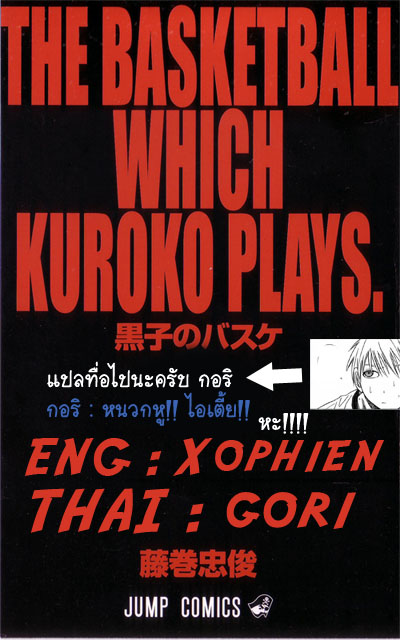 THE BASKETBALL
WHICH
KUROKO PLAYS.
黒子のバスケ
แปลทื่อไปนะครับ กอริ
กอริ : หนวกหู!! ไอเตี้ย!!
หะ!!!!
ENG : XOPHIEN
THAI : GORI
藤巻忠俊
JUMP COMICS